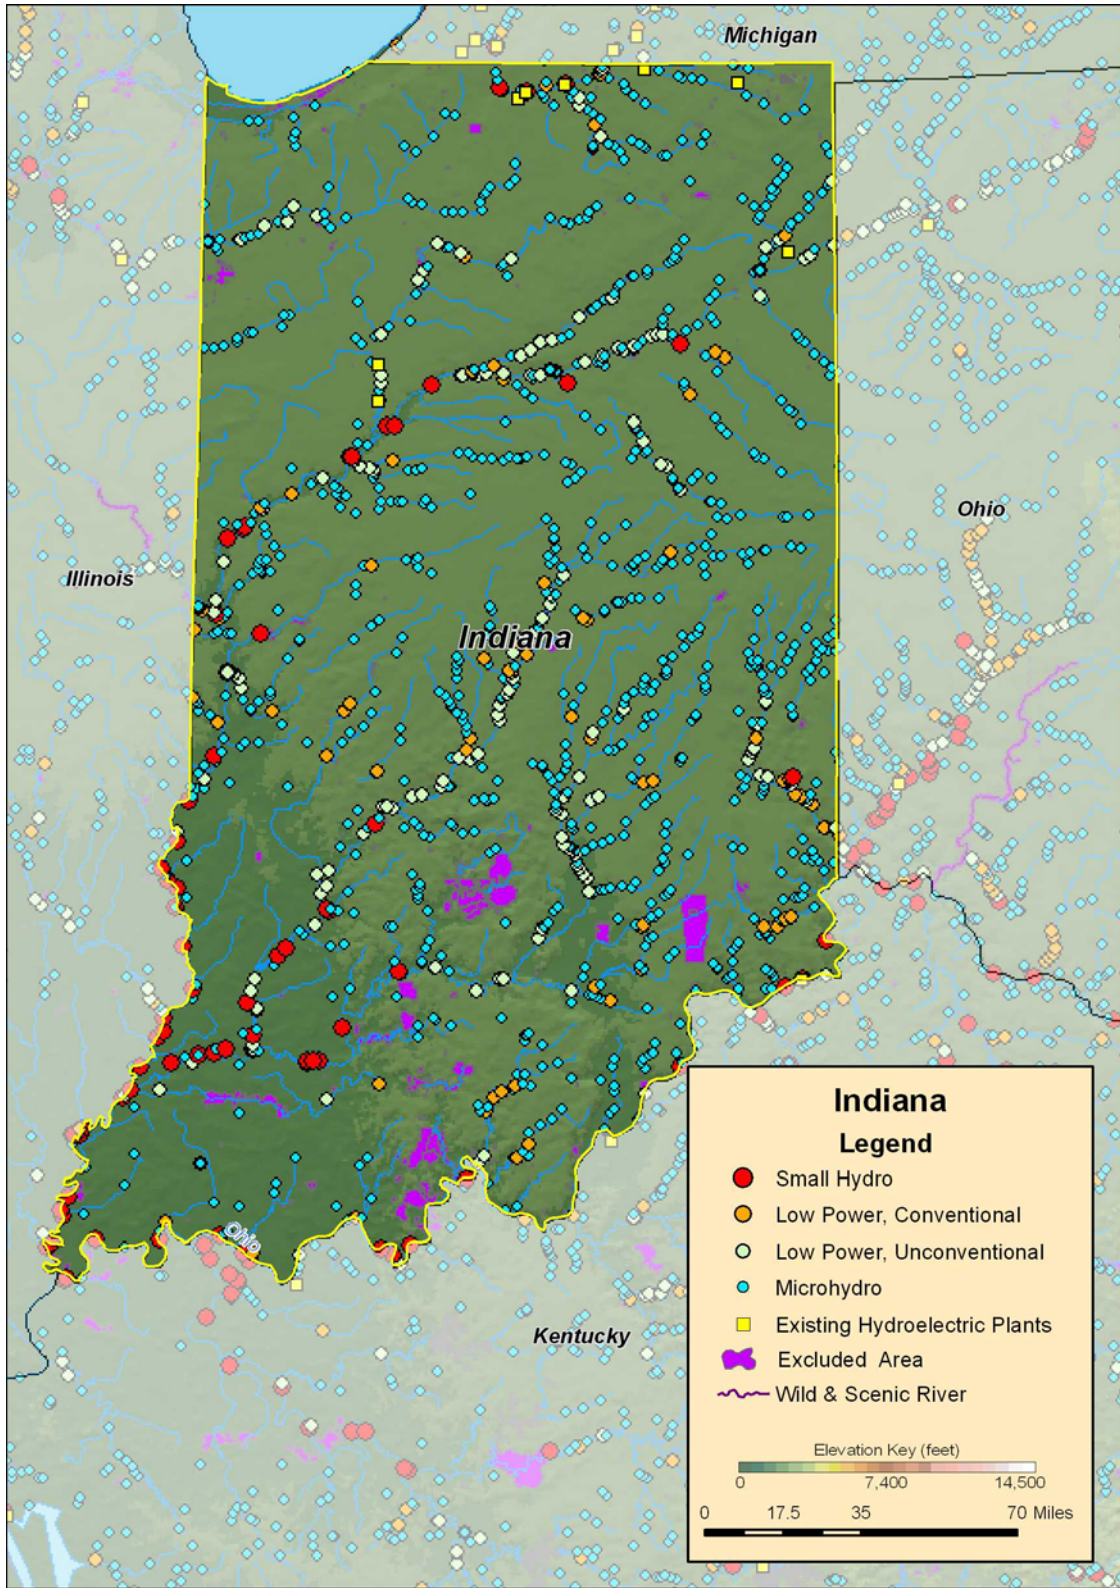 Michigan
Ohio
Illinois
Indiana
Ohio
Kentucky
Indiana
Legend
Small Hydro
Low Power, Conventional
Low Power, Unconventional
Microhydro
Existing Hydroelectric Plants
Excluded Area
Wild & Scenic River
Elevation Key (feet)
0 7,400 14,500
0 17.5 35 70 Miles